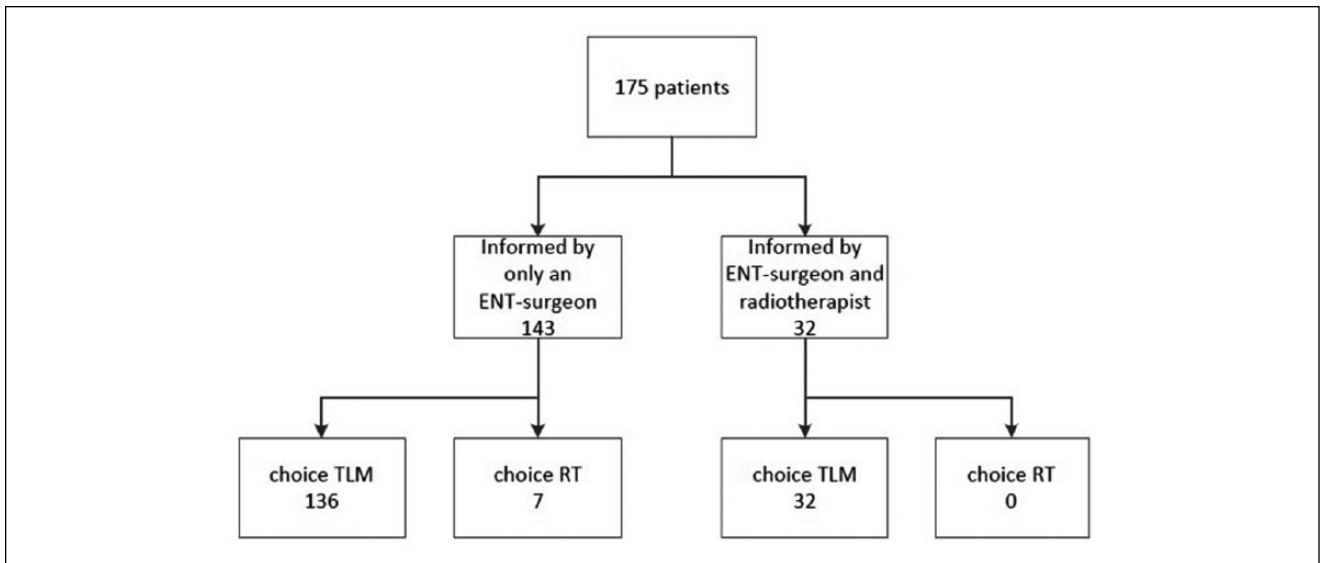 175 patients
Informed by
only an
ENT-surgeon
143
Informed by
ENT-surgeon and
radiotherapist
32
choice TLM
136
choice RT
7
choice TLM
32
choice RT
0